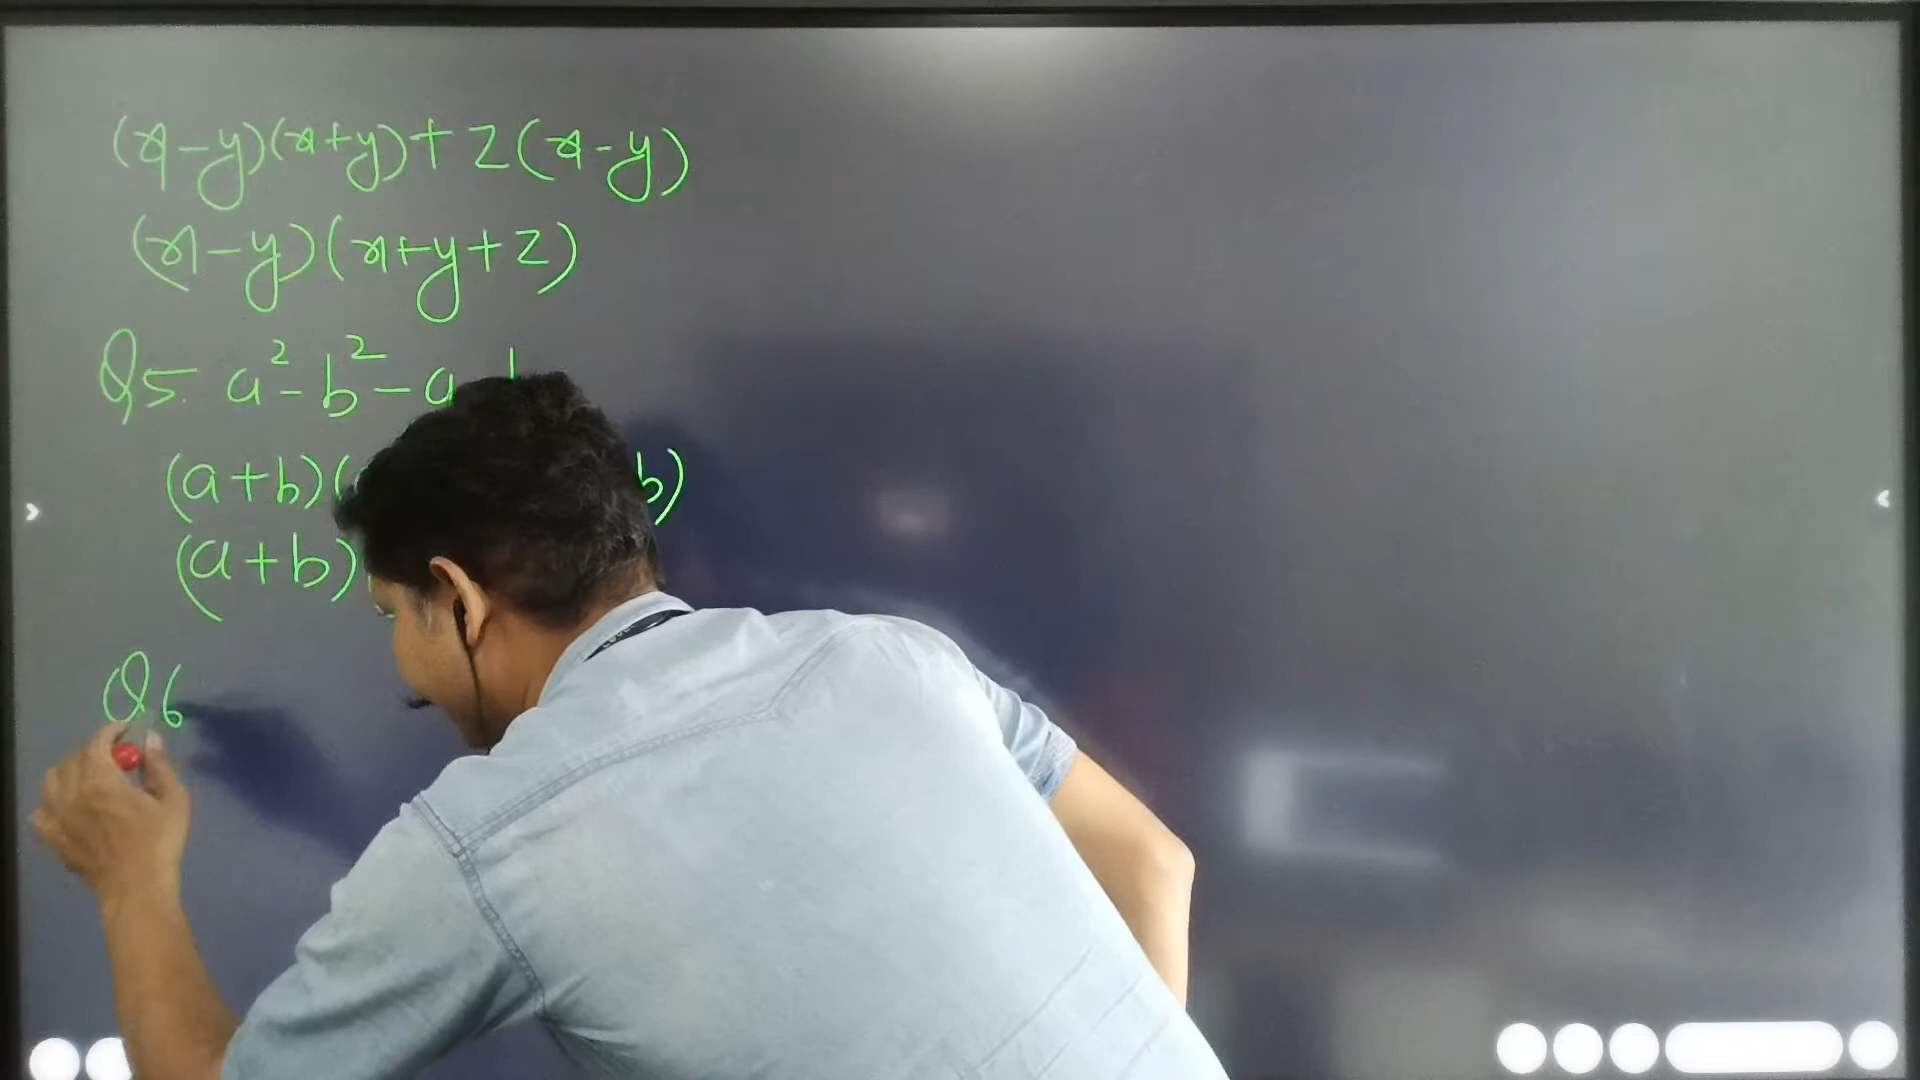 (x-y)(x+y)+z(x-y)
(x-y)(x+y+z)
Q5. a²-b²-a
(a+b)( b)
(a+b)
Q6